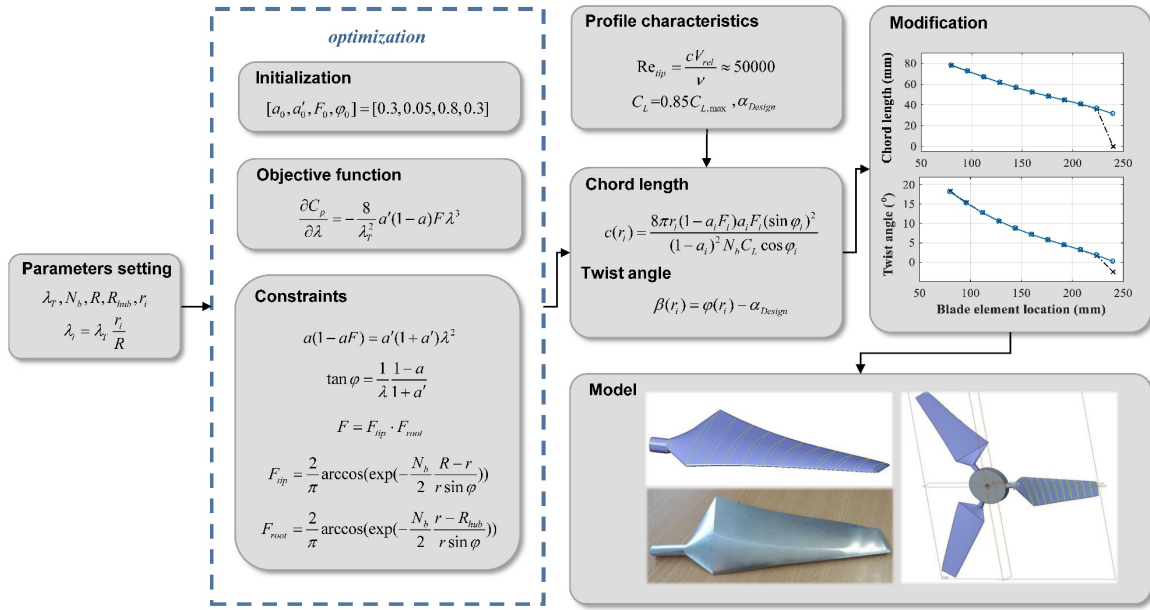 Parameters setting
λ_T, N_b, R, R_hub, r_i
λ_i = λ_T r_i/R
optimization
Initialization
[a_0, a′_0, F_0, φ_0] = [0.3, 0.05, 0.8, 0.3]
Objective function
∂C_p/∂λ = −8/λ_T^2 a′(1−a)Fλ^3
Constraints
a(1−aF) = a′(1+a′)λ^2
tan φ = 1/λ (1−a)/(1+a′)
F = F_tip · F_root
F_tip = 2/π arccos(exp(−N_b/2 (R−r)/(r sin φ)))
F_root = 2/π arccos(exp(−N_b/2 (r−R_hub)/(r sin φ)))
Profile characteristics
Re_tip = cV_rel/ν ≈ 50000
C_L=0.85C_L,max , α_Design
Chord length
c(r_i) = 8πr_i(1−a_iF_i)a_iF_i(sin φ_i)^2/((1−a_i)^2 N_b C_L cos φ_i)
Twist angle
β(r_i) = φ(r_i) − α_Design
Modification
Chord length (mm)
80
60
40
20
0
50 100 150 200 250
Twist angle (°)
20
15
10
5
0
50 100 150 200 250
Blade element location (mm)
Model